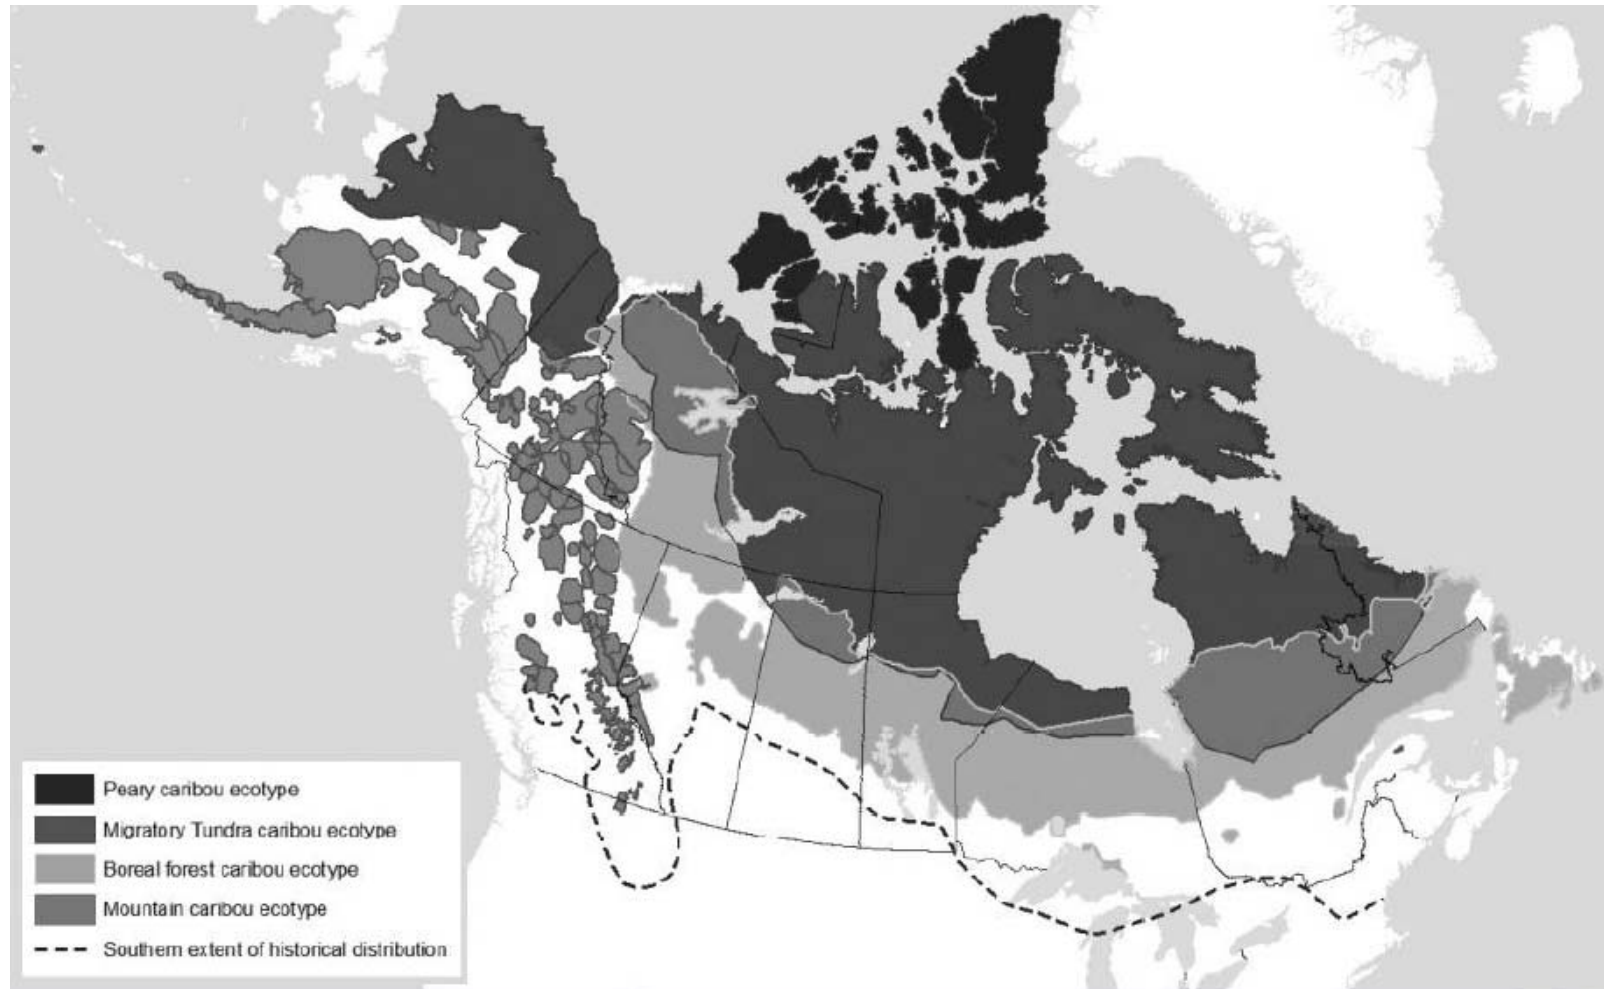 Peary caribou ecotype
Migratory Tundra caribou ecotype
Boreal forest caribou ecotype
Mountain caribou ecotype
Southern extent of historical distribution